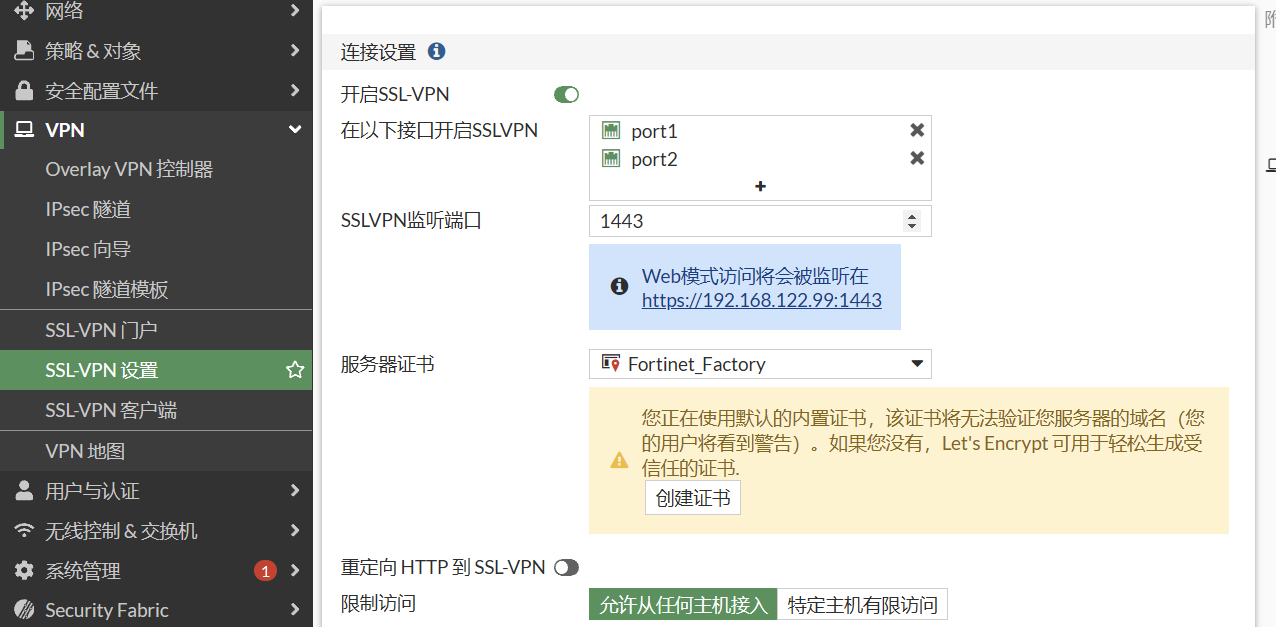 网络
策略 & 对象
安全配置文件
VPN
Overlay VPN 控制器
IPsec 隧道
IPsec 向导
IPsec 隧道模板
SSL-VPN 门户
SSL-VPN 设置
SSL-VPN 客户端
VPN 地图
用户与认证
无线控制 & 交换机
系统管理 1
Security Fabric
连接设置
开启SSL-VPN
在以下接口开启SSLVPN
port1
port2
SSLVPN监听端口
1443
Web模式访问将会被监听在
https://192.168.122.99:1443
服务器证书
Fortinet_Factory
您正在使用默认的内置证书，该证书将无法验证您服务器的域名（您
的用户将看到警告）。如果您没有，Let's Encrypt 可用于轻松生成受
信任的证书.
创建证书
重定向 HTTP 到 SSL-VPN
限制访问
允许从任何主机接入 特定主机有限访问